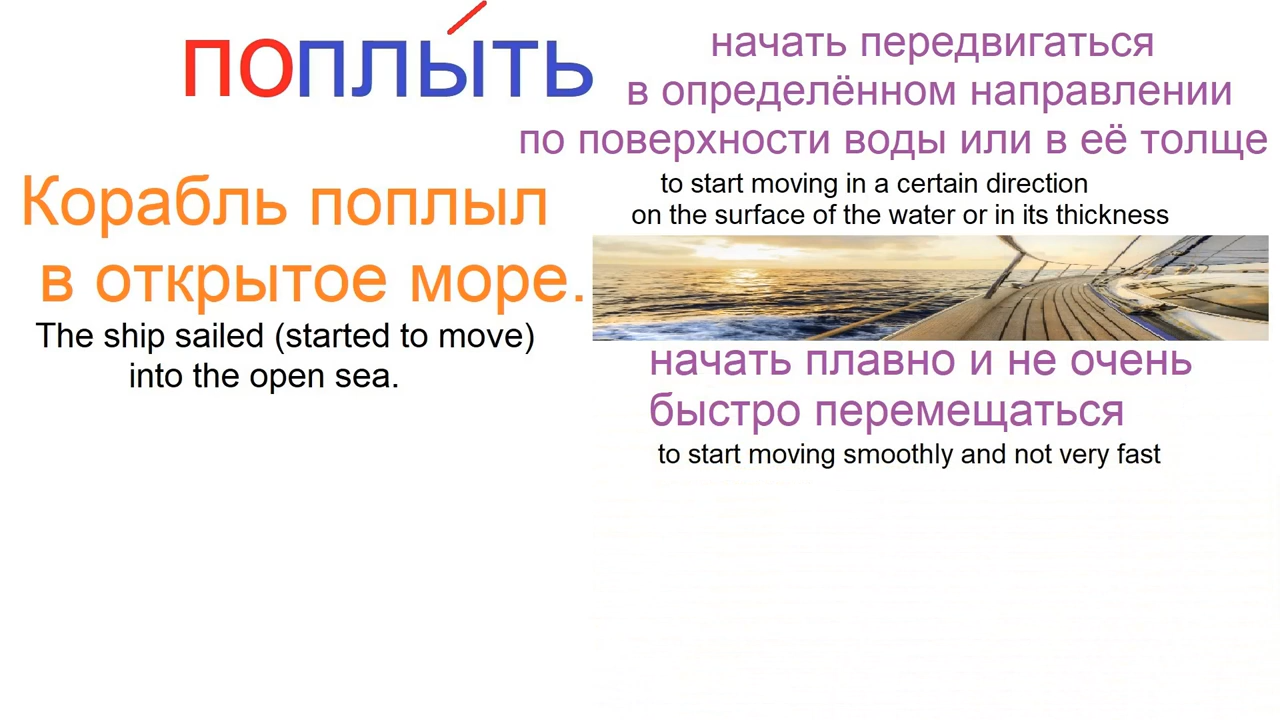 поплы́ть
Корабль поплыл
в открытое море.
The ship sailed (started to move)
into the open sea.
начать передвигаться
в определённом направлении
по поверхности воды или в её толще
to start moving in a certain direction
on the surface of the water or in its thickness
начать плавно и не очень
быстро перемещаться
to start moving smoothly and not very fast